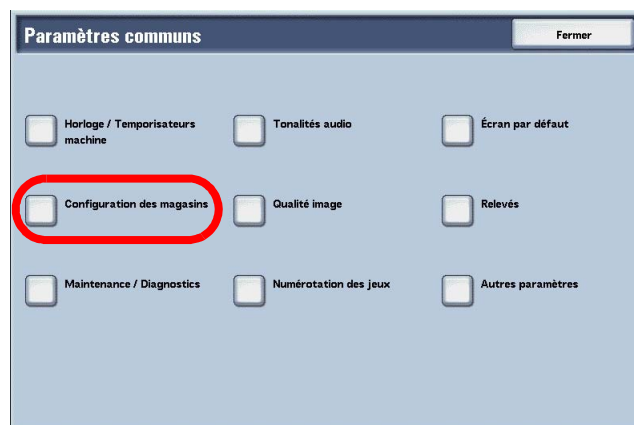 Paramètres communs
Fermer
Horloge / Temporisateurs
machine
Tonalités audio
Écran par défaut
Configuration des magasins
Qualité image
Relevés
Maintenance / Diagnostics
Numérotation des jeux
Autres paramètres